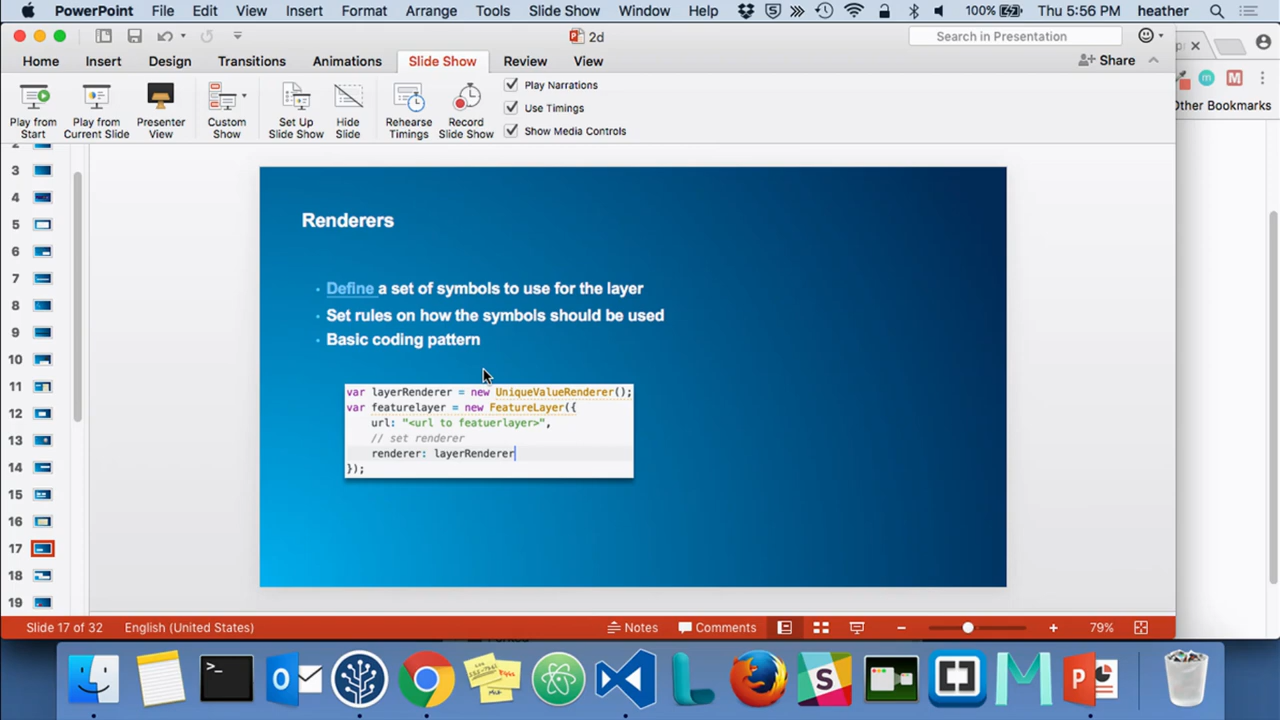 PowerPoint File Edit View Insert Format Arrange Tools Slide Show Window Help 100% Thu 5:56 PM heather
2d
Search in Presentation
Home Insert Design Transitions Animations Slide Show Review View Share
Other Bookmarks
Play from Start
Play from Current Slide
Presenter View
Custom Show
Set Up Slide Show
Hide Slide
Rehearse Timings
Record Slide Show
Play Narrations
Use Timings
Show Media Controls
2
3
4
5
6
7
8
9
10
11
12
13
14
15
16
17
18
19
Renderers
• Define a set of symbols to use for the layer
• Set rules on how the symbols should be used
• Basic coding pattern
var layerRenderer = new UniqueValueRenderer();
var featurelayer = new FeatureLayer({
url: "<url to featuerlayer>",
// set renderer
renderer: layerRenderer
});
Slide 17 of 32 English (United States) Notes Comments 79%